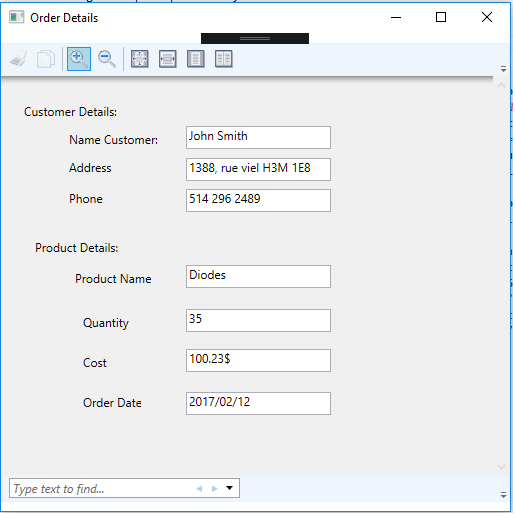 Order Details
Customer Details:
Name Customer: John Smith
Address 1388, rue viel H3M 1E8
Phone 514 296 2489
Product Details:
Product Name Diodes
Quantity 35
Cost 100.23$
Order Date 2017/02/12
Type text to find...